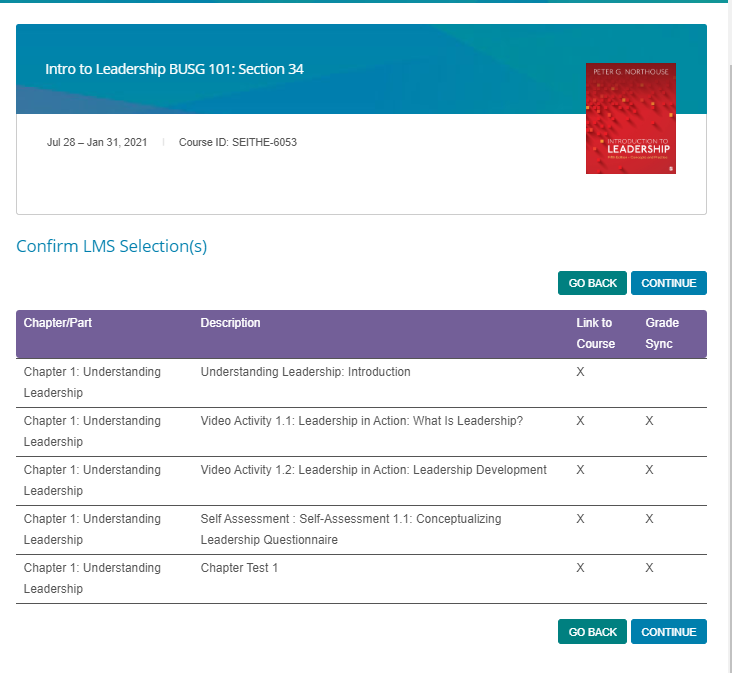 Intro to Leadership BUSG 101: Section 34
PETER G. NORTHOUSE
INTRODUCTION TO
LEADERSHIP
Jul 28 – Jan 31, 2021 | Course ID: SEITHE-6053
Confirm LMS Selection(s)
GO BACK CONTINUE
Chapter/Part Description Link to Course Grade Sync
Chapter 1: Understanding Leadership Understanding Leadership: Introduction X
Chapter 1: Understanding Leadership Video Activity 1.1: Leadership in Action: What Is Leadership? X X
Chapter 1: Understanding Leadership Video Activity 1.2: Leadership in Action: Leadership Development X X
Chapter 1: Understanding Leadership Self Assessment : Self-Assessment 1.1: Conceptualizing Leadership Questionnaire X X
Chapter 1: Understanding Leadership Chapter Test 1 X X
GO BACK CONTINUE